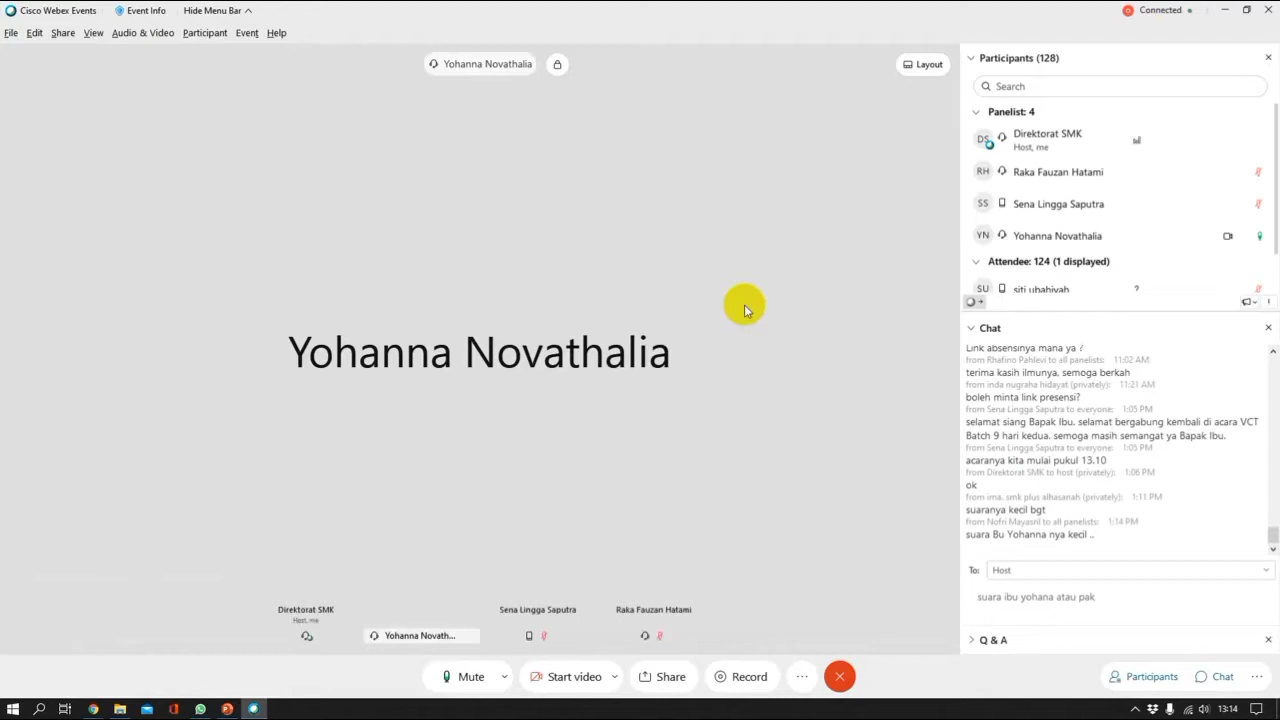 Cisco Webex Events
Event Info
Hide Menu Bar
Connected
File Edit Share View Audio & Video Participant Event Help
Yohanna Novathalia
Layout
Yohanna Novathalia
Direktorat SMK
Host, me
Yohanna Novath...
Sena Lingga Saputra
Raka Fauzan Hatami
Mute
Start video
Share
Record
Participants (128)
Search
Panelist: 4
DS Direktorat SMK
Host, me
RH Raka Fauzan Hatami
SS Sena Lingga Saputra
YN Yohanna Novathalia
Attendee: 124 (1 displayed)
SU siti ubahiyah ?
Chat
Link absensinya mana ya ?
from Rhafino Pahlevi to all panelists: 11:02 AM
terima kasih ilmunya, semoga berkah
from inda nugraha hidayat (privately): 11:21 AM
boleh minta link presensi?
from Sena Lingga Saputra to everyone: 1:05 PM
selamat siang Bapak Ibu. selamat bergabung kembali di acara VCT
Batch 9 hari kedua. semoga masih semangat ya Bapak Ibu.
from Sena Lingga Saputra to everyone: 1:05 PM
acaranya kita mulai pukul 13.10
from Direktorat SMK to host (privately): 1:06 PM
ok
from ima. smk plus alhasanah (privately): 1:11 PM
suaranya kecil bgt
from Nofri Mayasril to all panelists: 1:14 PM
suara Bu Yohanna nya kecil ..
To: Host
suara ibu yohana atau pak
Q & A
Participants
Chat
13:14